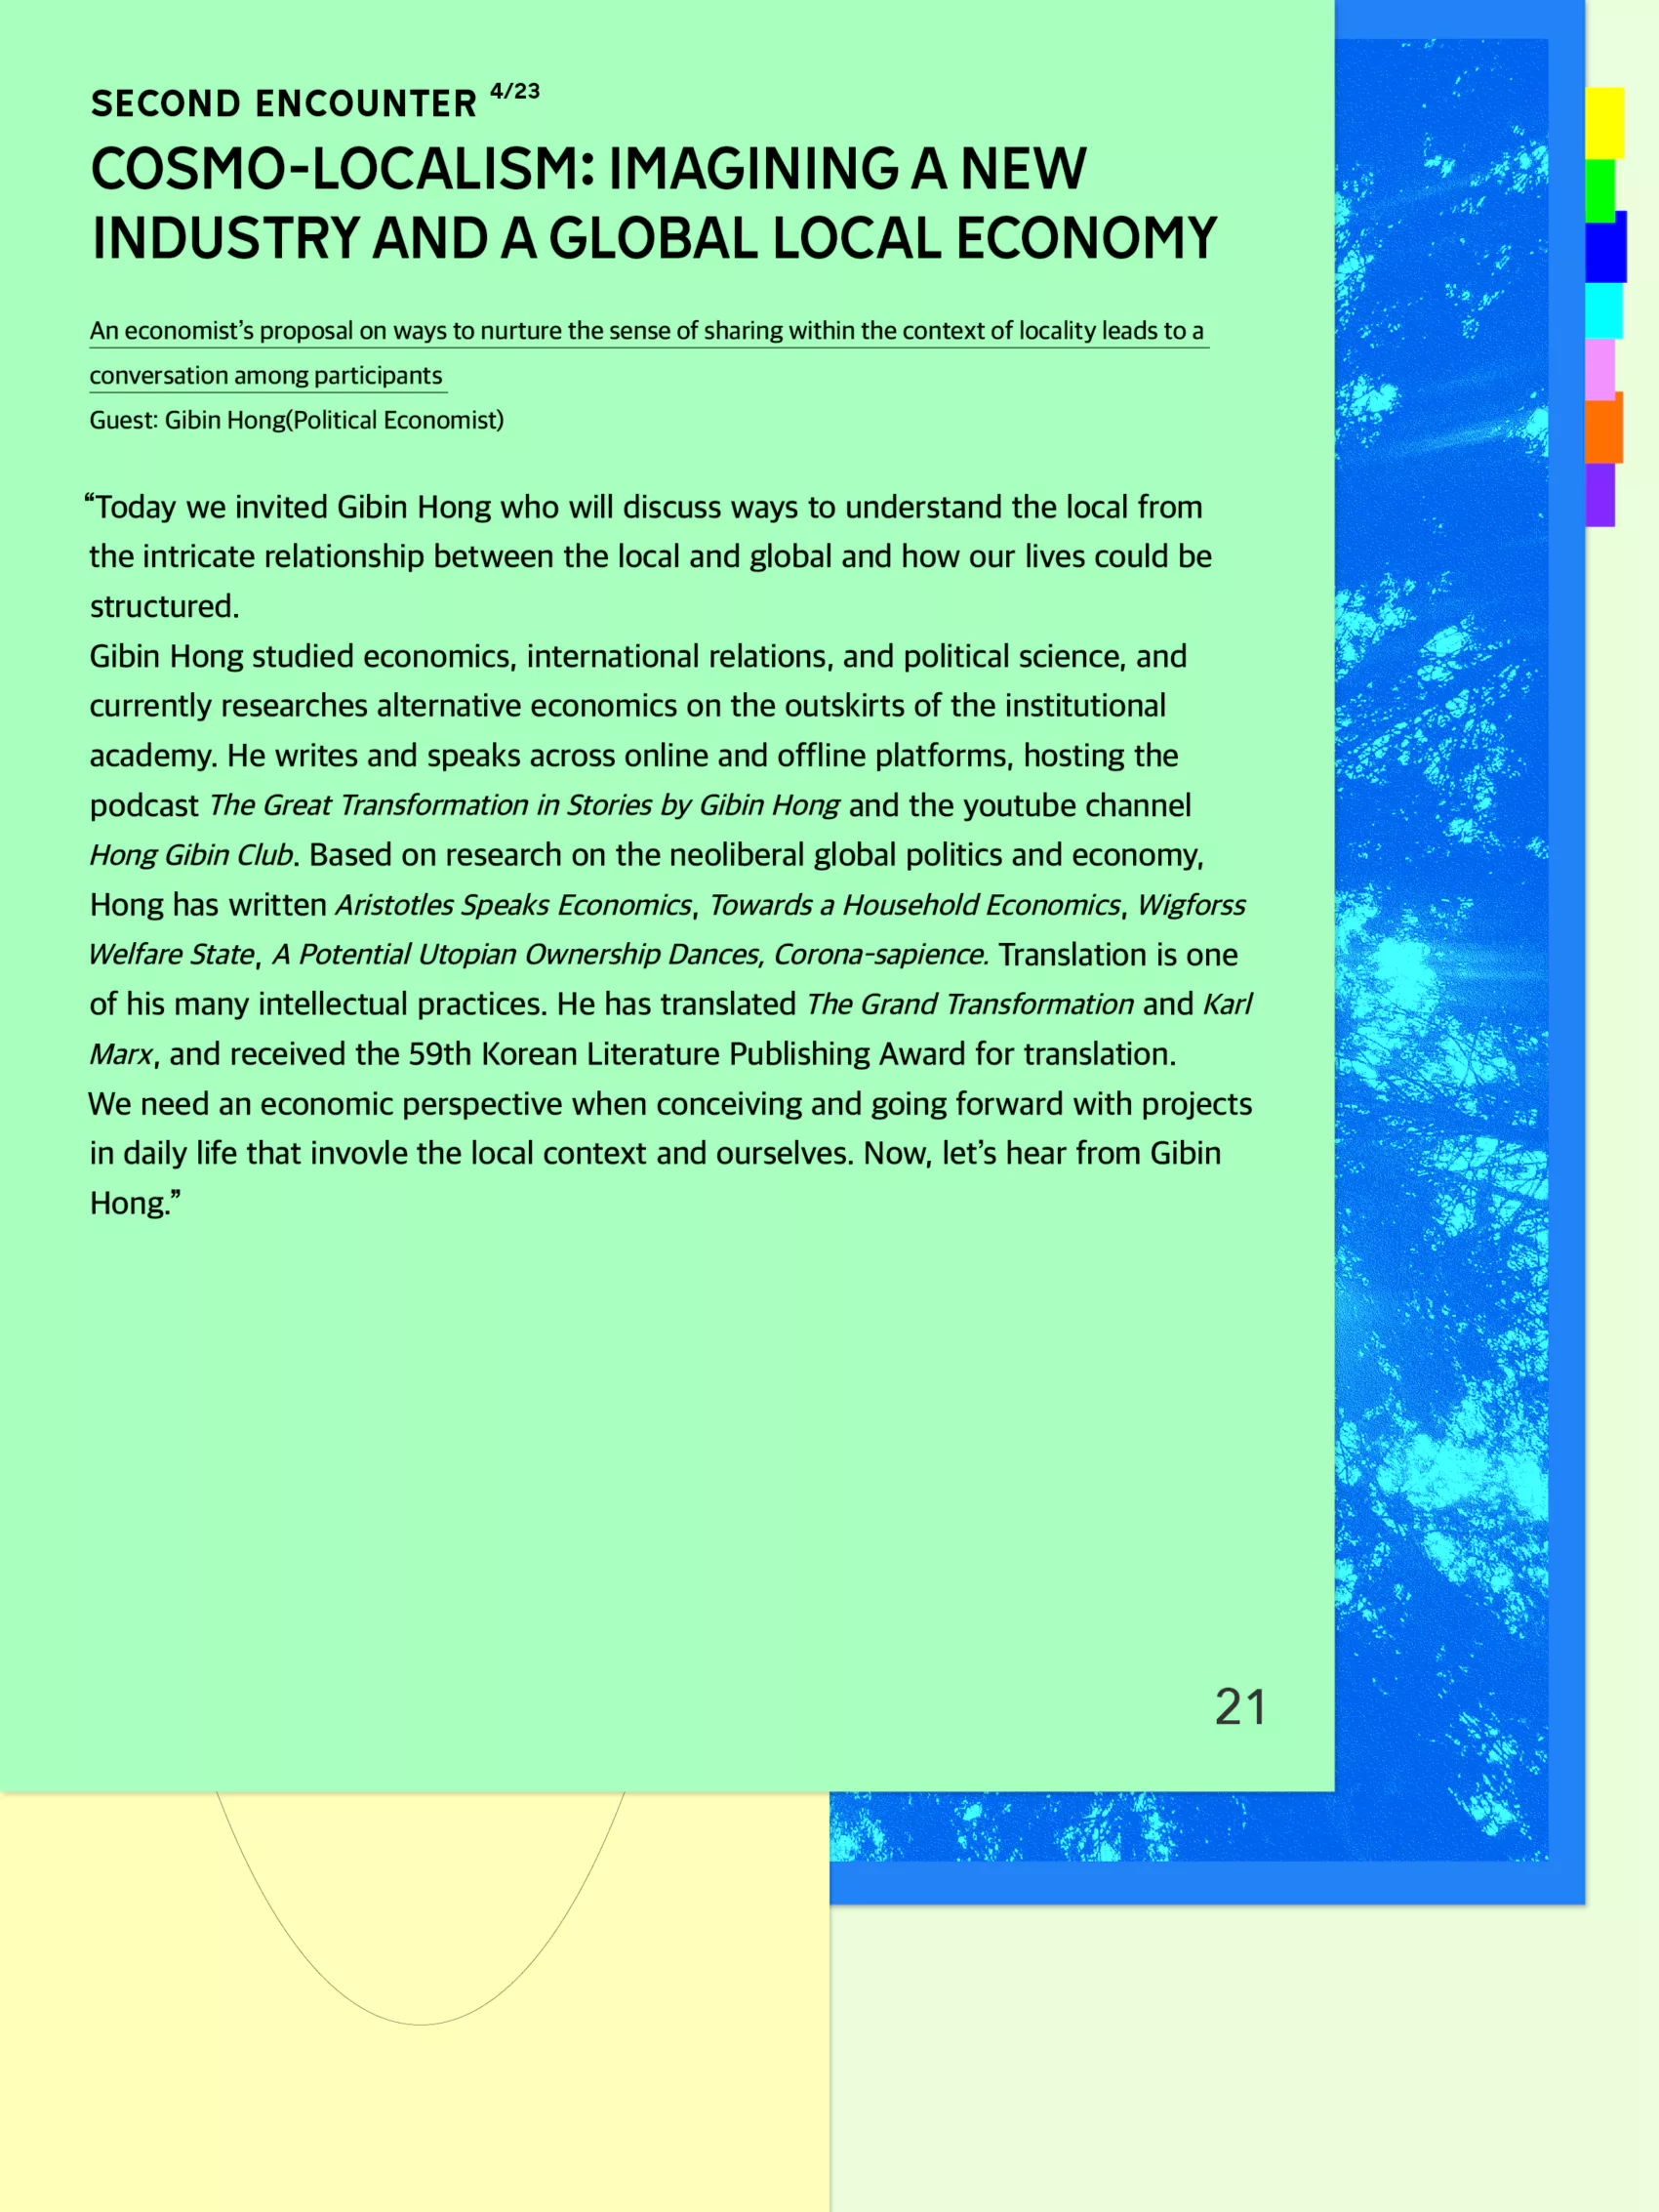 SECOND ENCOUNTER 4/23
COSMO-LOCALISM: IMAGINING A NEW
INDUSTRY AND A GLOBAL LOCAL ECONOMY
An economist’s proposal on ways to nurture the sense of sharing within the context of locality leads to a
conversation among participants
Guest: Gibin Hong(Political Economist)
“Today we invited Gibin Hong who will discuss ways to understand the local from
the intricate relationship between the local and global and how our lives could be
structured.
Gibin Hong studied economics, international relations, and political science, and
currently researches alternative economics on the outskirts of the institutional
academy. He writes and speaks across online and offline platforms, hosting the
podcast The Great Transformation in Stories by Gibin Hong and the youtube channel
Hong Gibin Club. Based on research on the neoliberal global politics and economy,
Hong has written Aristotles Speaks Economics, Towards a Household Economics, Wigforss
Welfare State, A Potential Utopian Ownership Dances, Corona-sapience. Translation is one
of his many intellectual practices. He has translated The Grand Transformation and Karl
Marx, and received the 59th Korean Literature Publishing Award for translation.
We need an economic perspective when conceiving and going forward with projects
in daily life that invovle the local context and ourselves. Now, let’s hear from Gibin
Hong.”
21